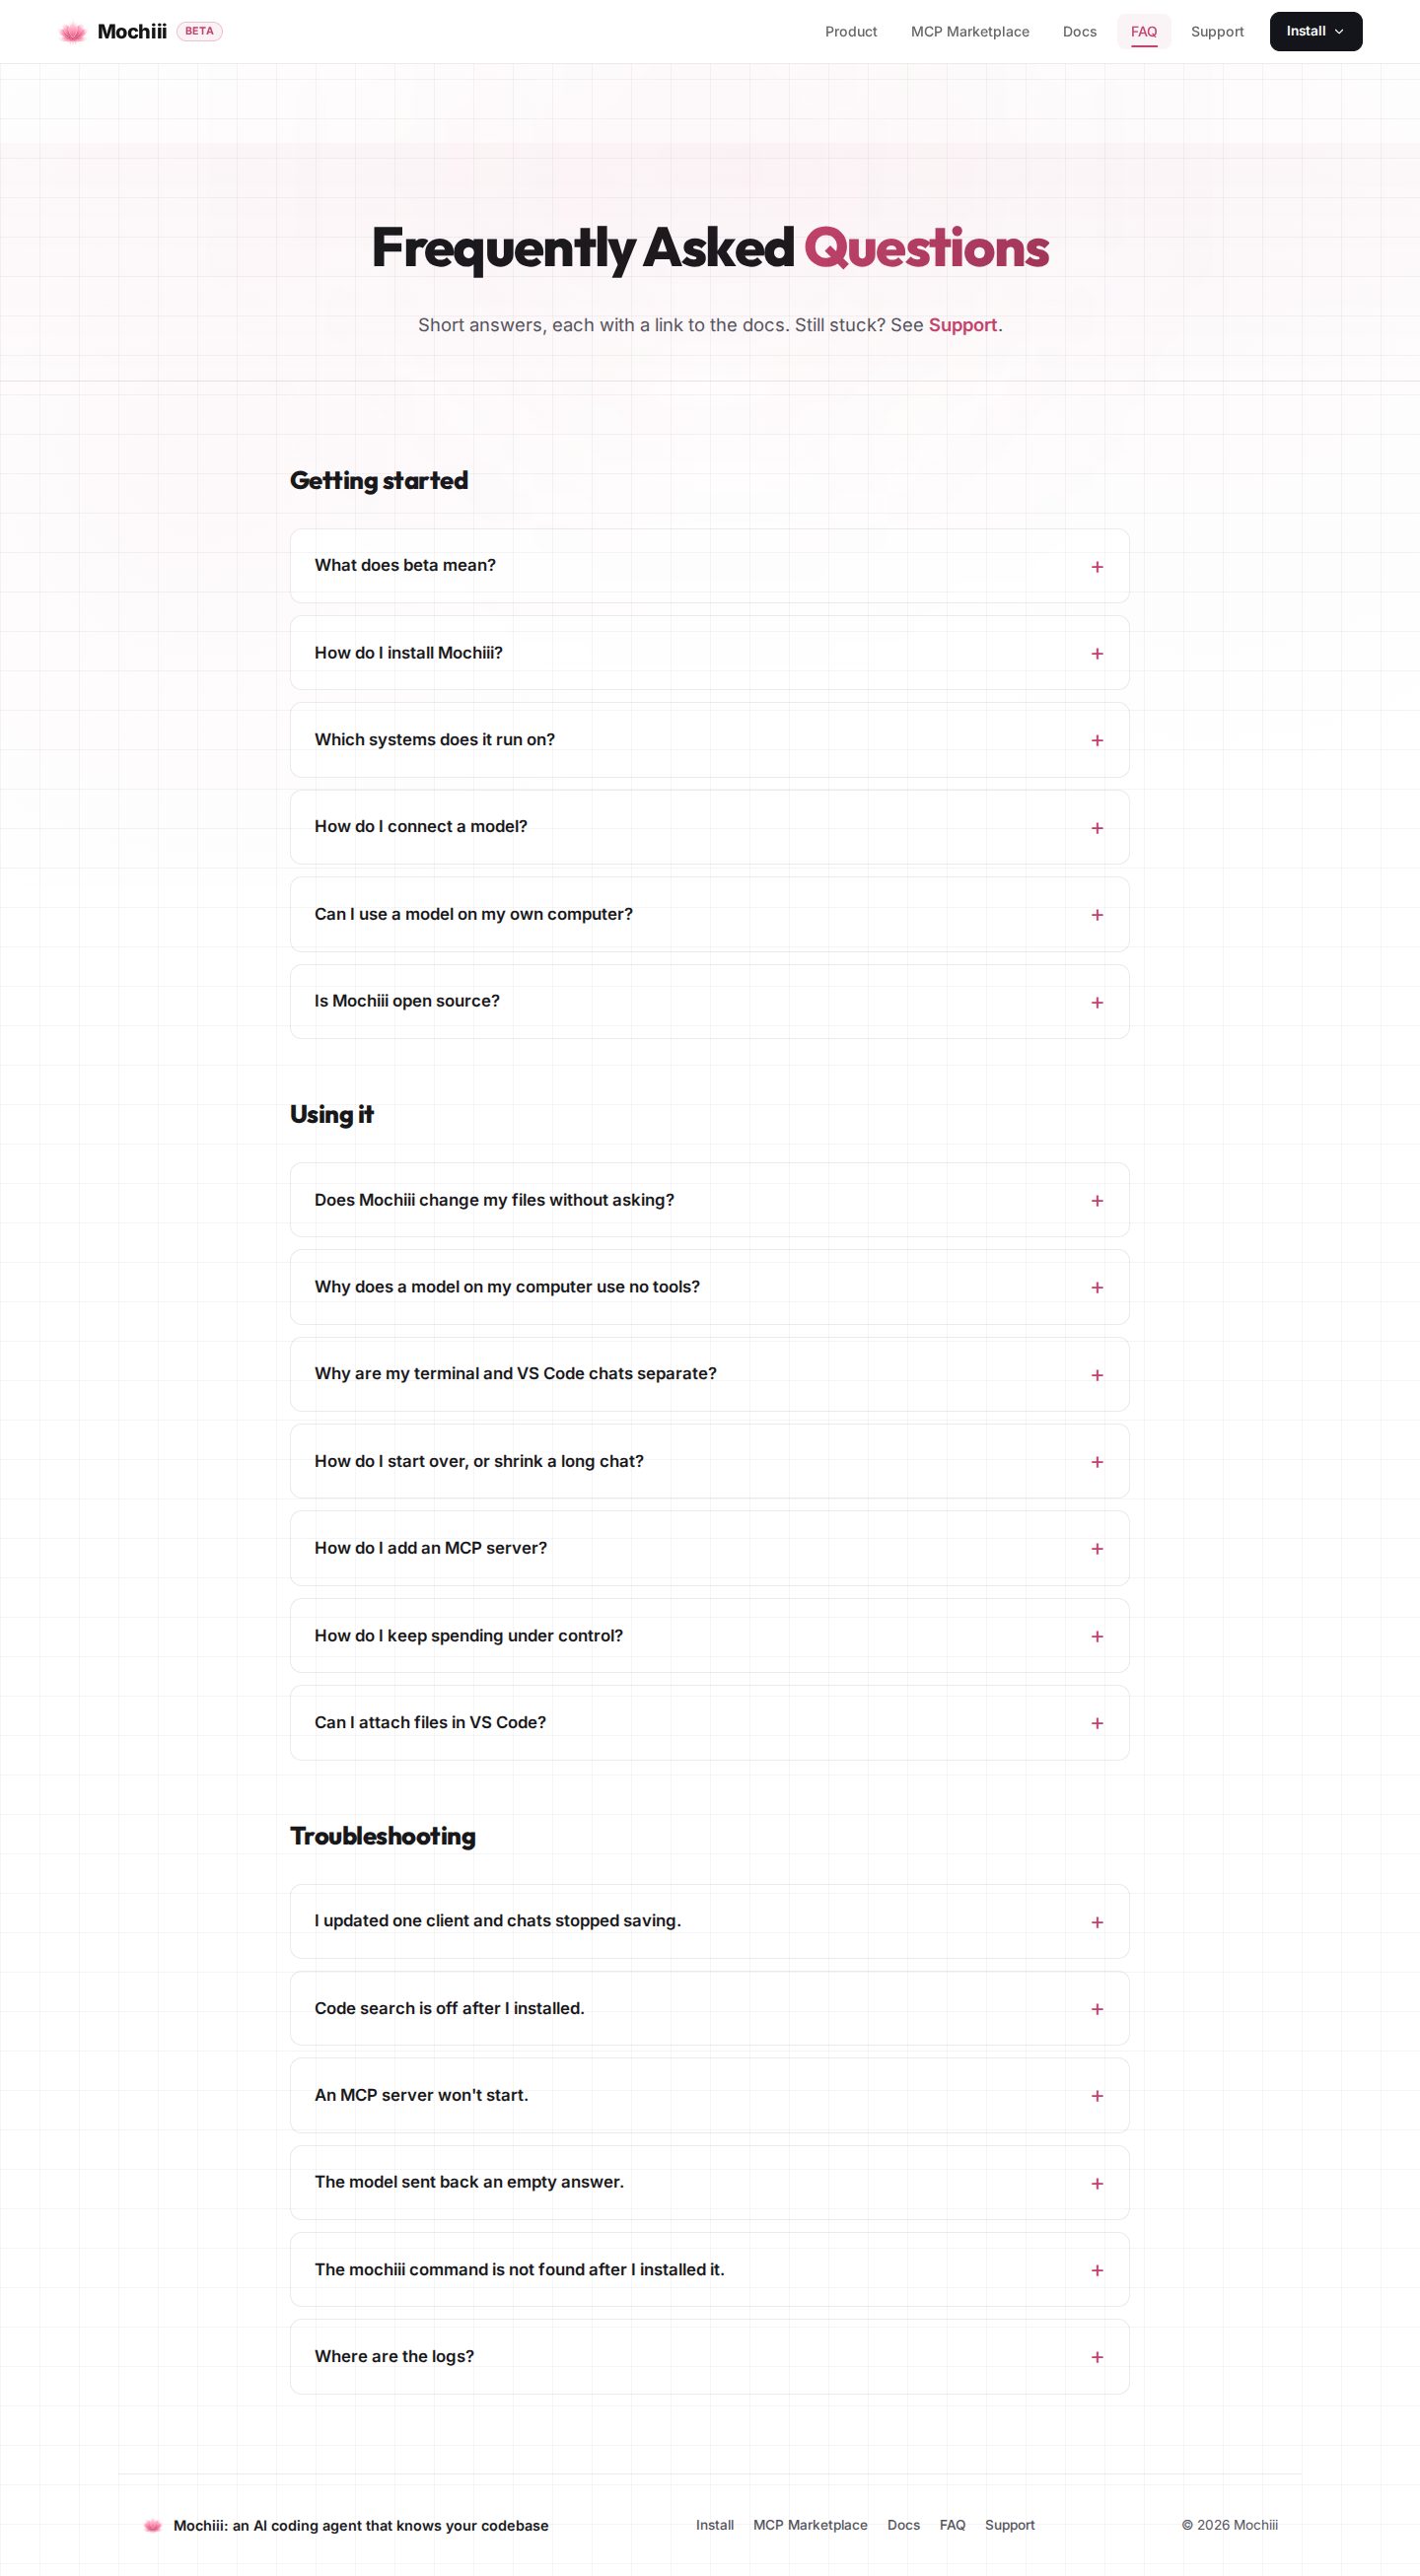 Mochiii BETA
Product MCP Marketplace Docs FAQ Support Install
Frequently Asked Questions
Short answers, each with a link to the docs. Still stuck? See Support.
Getting started
What does beta mean? +
How do I install Mochiii? +
Which systems does it run on? +
How do I connect a model? +
Can I use a model on my own computer? +
Is Mochiii open source? +
Using it
Does Mochiii change my files without asking? +
Why does a model on my computer use no tools? +
Why are my terminal and VS Code chats separate? +
How do I start over, or shrink a long chat? +
How do I add an MCP server? +
How do I keep spending under control? +
Can I attach files in VS Code? +
Troubleshooting
I updated one client and chats stopped saving. +
Code search is off after I installed. +
An MCP server won't start. +
The model sent back an empty answer. +
The mochiii command is not found after I installed it. +
Where are the logs? +
Mochiii: an AI coding agent that knows your codebase
Install MCP Marketplace Docs FAQ Support
© 2026 Mochiii